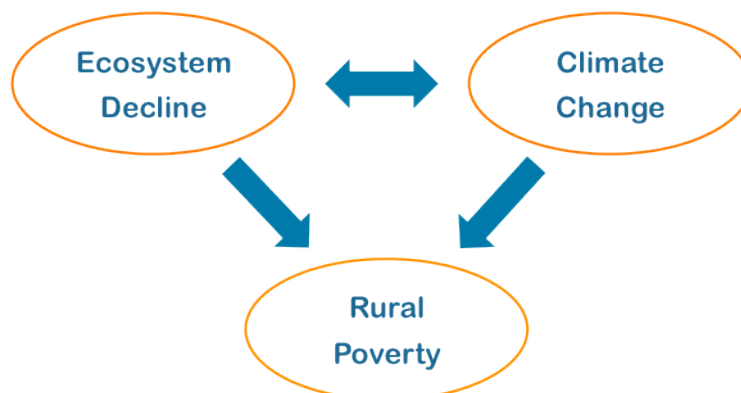 Ecosystem
Decline
Climate
Change
Rural
Poverty